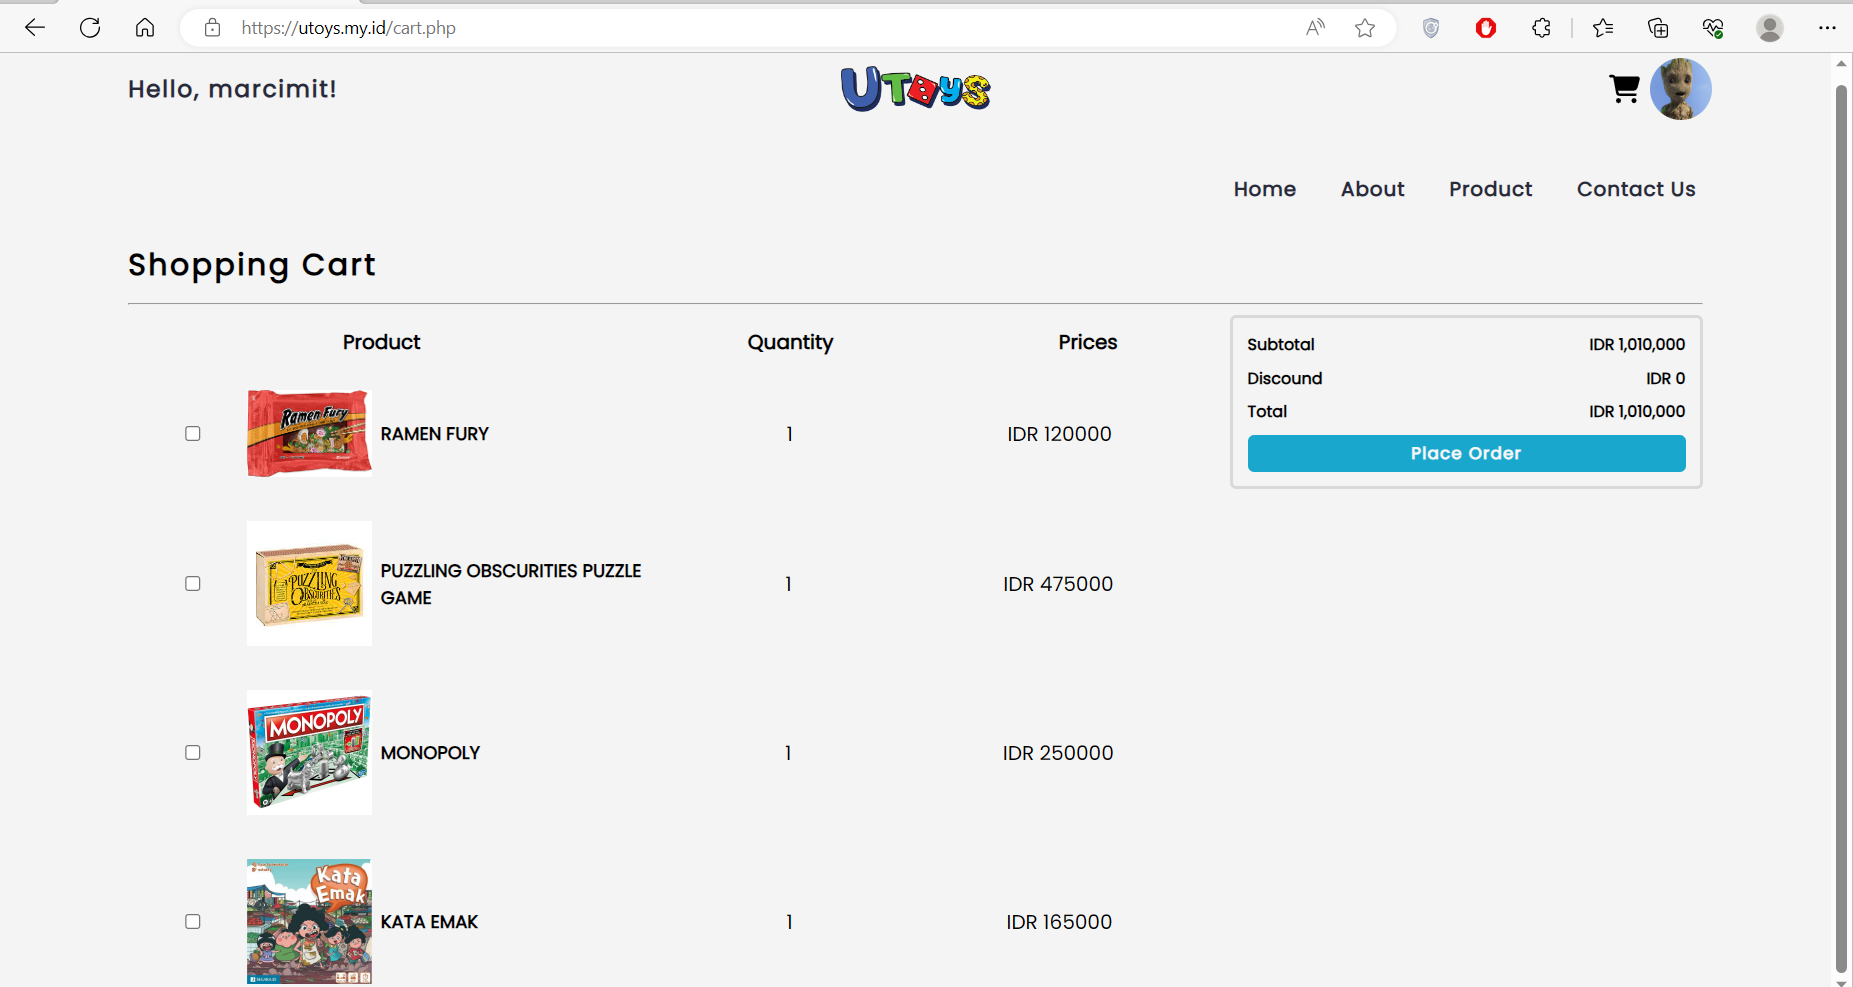 https://utoys.my.id/cart.php
Hello, marcimit!
UTOYS
Home About Product Contact Us
Shopping Cart
Product Quantity Prices
Subtotal IDR 1,010,000
Discound IDR 0
Total IDR 1,010,000
Place Order
Ramen Fury
RAMEN FURY 1 IDR 120000
PUZZLING OBSCURITIES
PUZZLING OBSCURITIES PUZZLE
GAME
1 IDR 475000
MONOPOLY
MONOPOLY 1 IDR 250000
Kata
Emak
KATA EMAK 1 IDR 165000